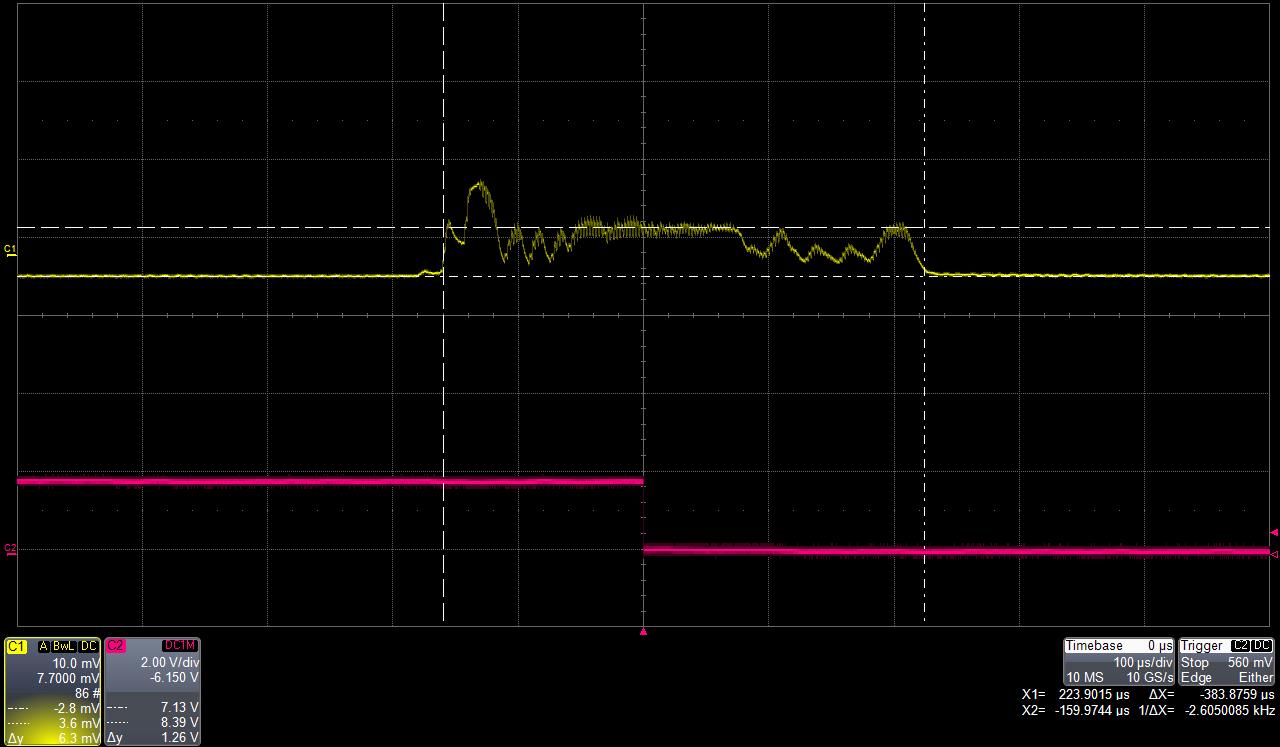 C1
C2
C1 A BwL DC
10.0 mV
7.7000 mV
86 #
-2.8 mV
3.6 mV
Δy 6.3 mV
C2 DC1M
2.00 V/div
-6.150 V
7.13 V
8.39 V
Δy 1.26 V
Timebase 0 µs
100 µs/div
10 MS 10 GS/s
Trigger C2 DC
Stop 560 mV
Edge Either
X1= 223.9015 µs ΔX= -383.8759 µs
X2= -159.9744 µs 1/ΔX= -2.6050085 kHz